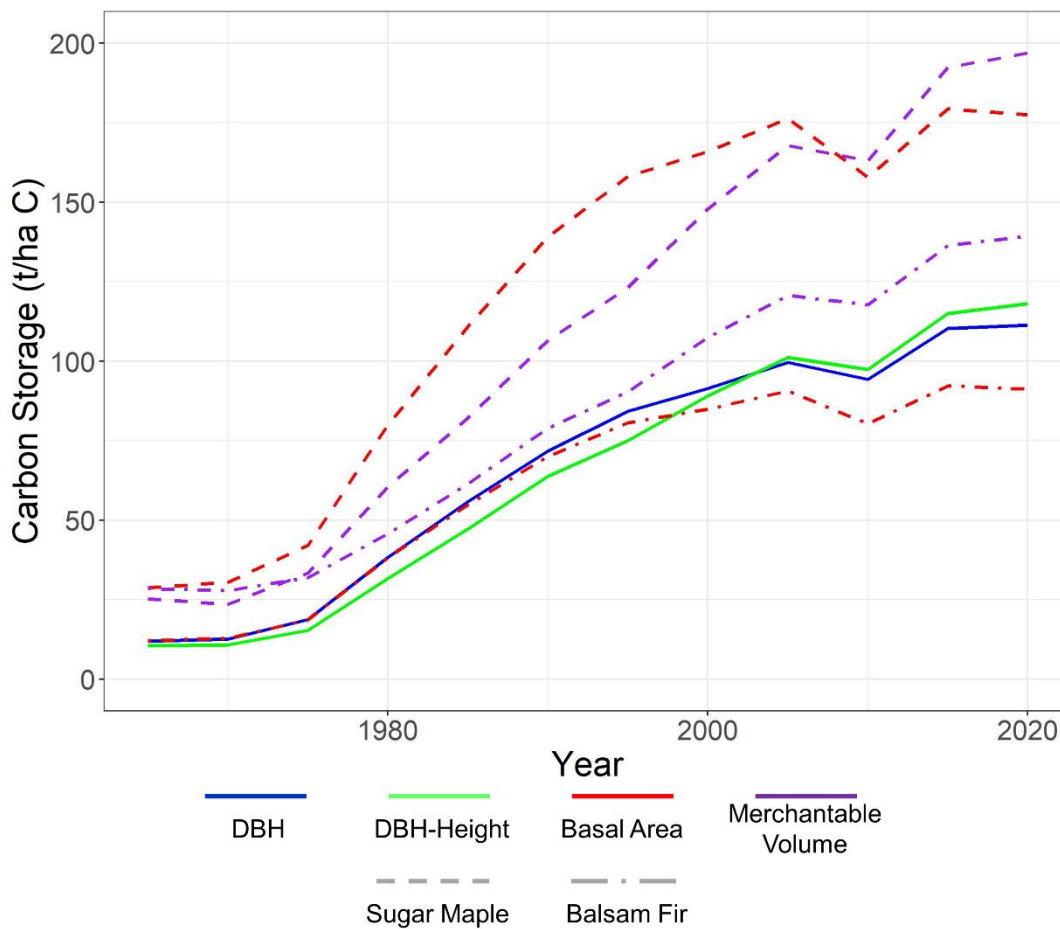 Carbon Storage (t/ha C)
200
150
100
50
0
1980 2000 2020
Year
DBH DBH-Height Basal Area Merchantable
Volume
Sugar Maple Balsam Fir